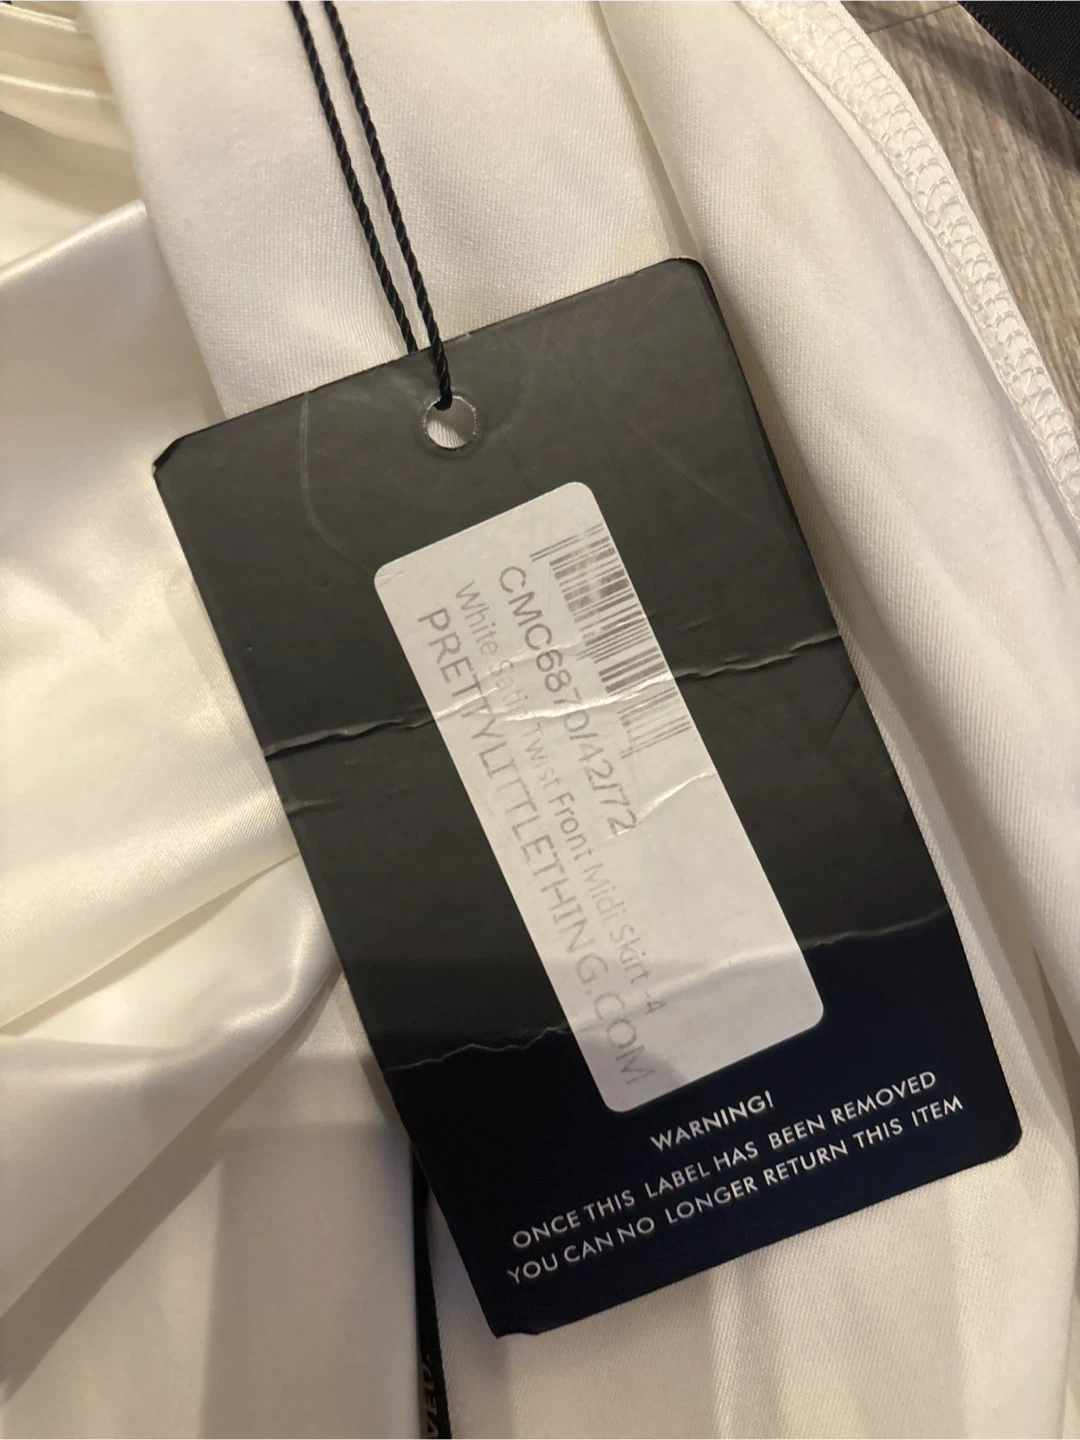 CMC6870/42/72
White Satin Twist Front Midi Skirt -4
PRETTYLITTLETHING.COM
WARNING!
ONCE THIS LABEL HAS BEEN REMOVED
YOU CAN NO LONGER RETURN THIS ITEM